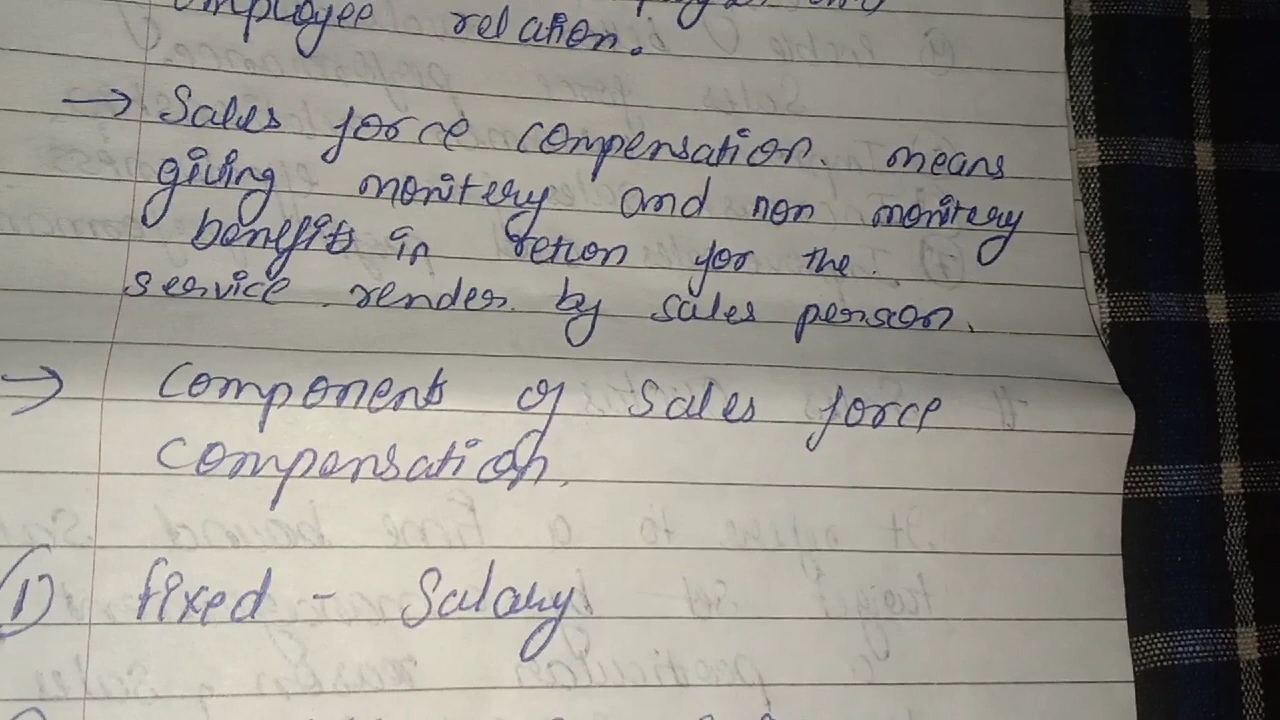 employee relation.
→ Sales force compensation. means
giving monitery and non monitery
benefits in retion for the.
service render by sales person.
→ Components of Sales force
compensation.
1) fixed - Salary